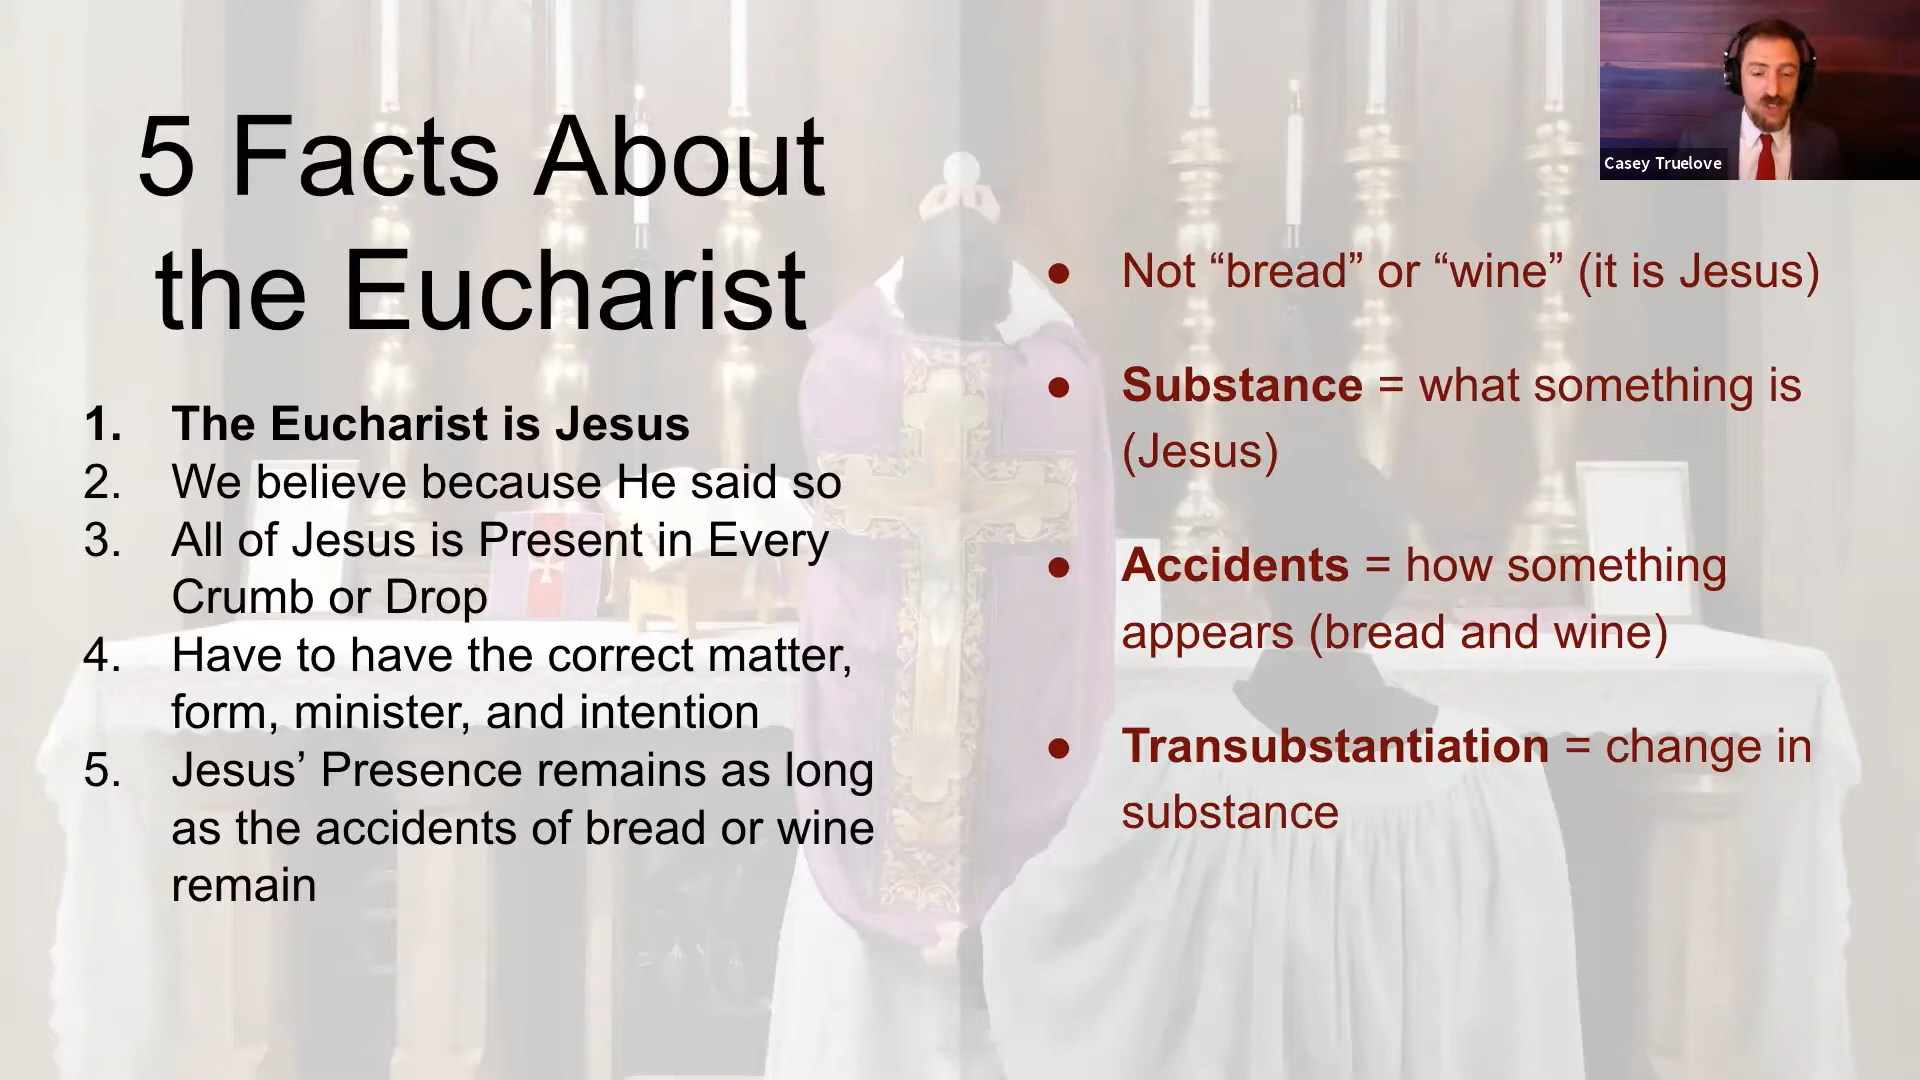 5 Facts About
the Eucharist
1. The Eucharist is Jesus
2. We believe because He said so
3. All of Jesus is Present in Every
Crumb or Drop
4. Have to have the correct matter,
form, minister, and intention
5. Jesus’ Presence remains as long
as the accidents of bread or wine
remain
Casey Truelove
● Not “bread” or “wine” (it is Jesus)
● Substance = what something is
(Jesus)
● Accidents = how something
appears (bread and wine)
● Transubstantiation = change in
substance